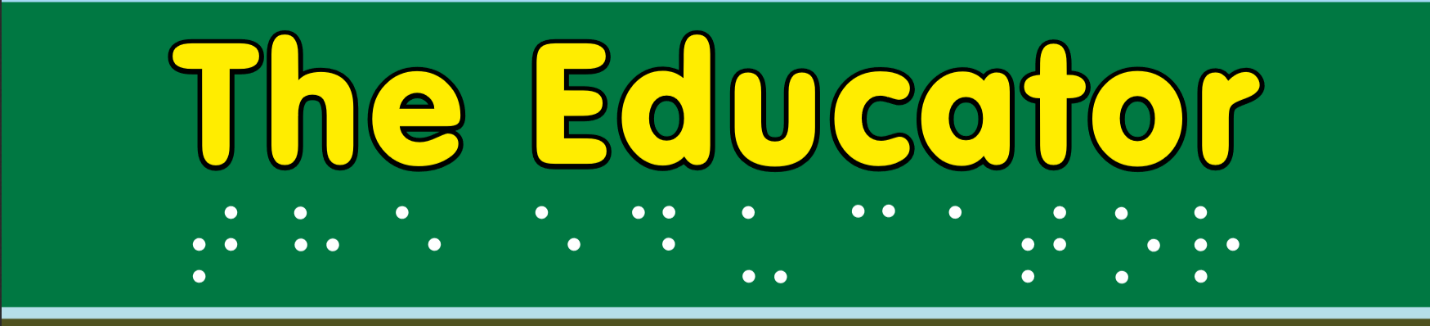 The Educator
⠞⠓⠑ ⠑⠙⠥⠉⠁⠞⠕⠗